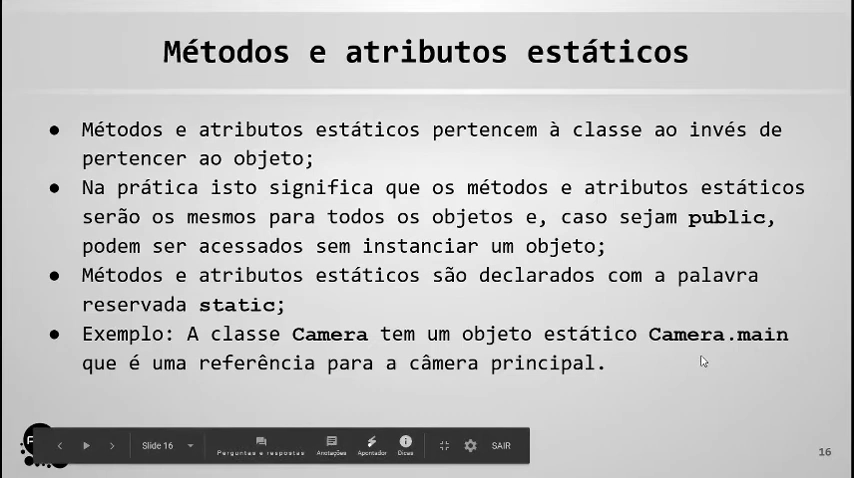 Métodos e atributos estáticos
● Métodos e atributos estáticos pertencem à classe ao invés de
pertencer ao objeto;
● Na prática isto significa que os métodos e atributos estáticos
serão os mesmos para todos os objetos e, caso sejam public,
podem ser acessados sem instanciar um objeto;
● Métodos e atributos estáticos são declarados com a palavra
reservada static;
● Exemplo: A classe Camera tem um objeto estático Camera.main
que é uma referência para a câmera principal.
Slide 16
Perguntas e respostas
Anotações
Apontador
Dicas
SAIR
16